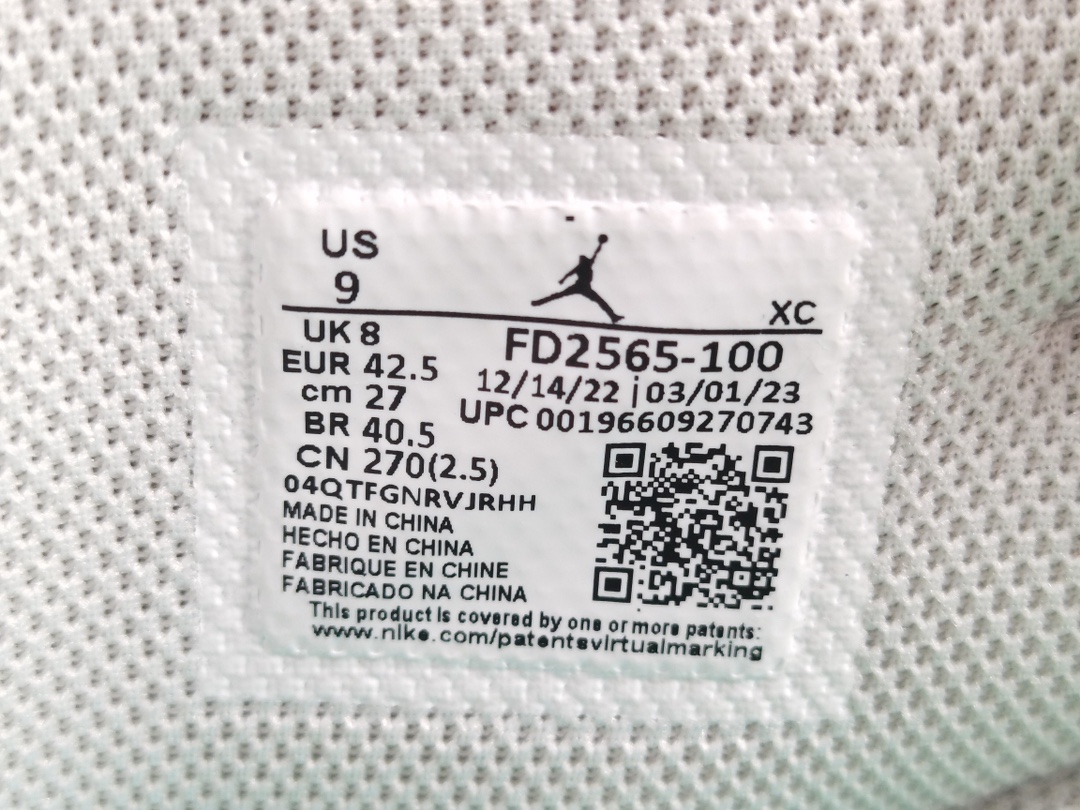 US
9
XC
UK 8
EUR 42.5
cm 27
BR 40.5
CN 270(2.5)
FD2565-100
12/14/22 | 03/01/23
UPC 00196609270743
04QTFGNRVJRHH
MADE IN CHINA
HECHO EN CHINA
FABRIQUE EN CHINE
FABRICADO NA CHINA
This product is covered by one or more patents:
www.nike.com/patentsvirtualmarking